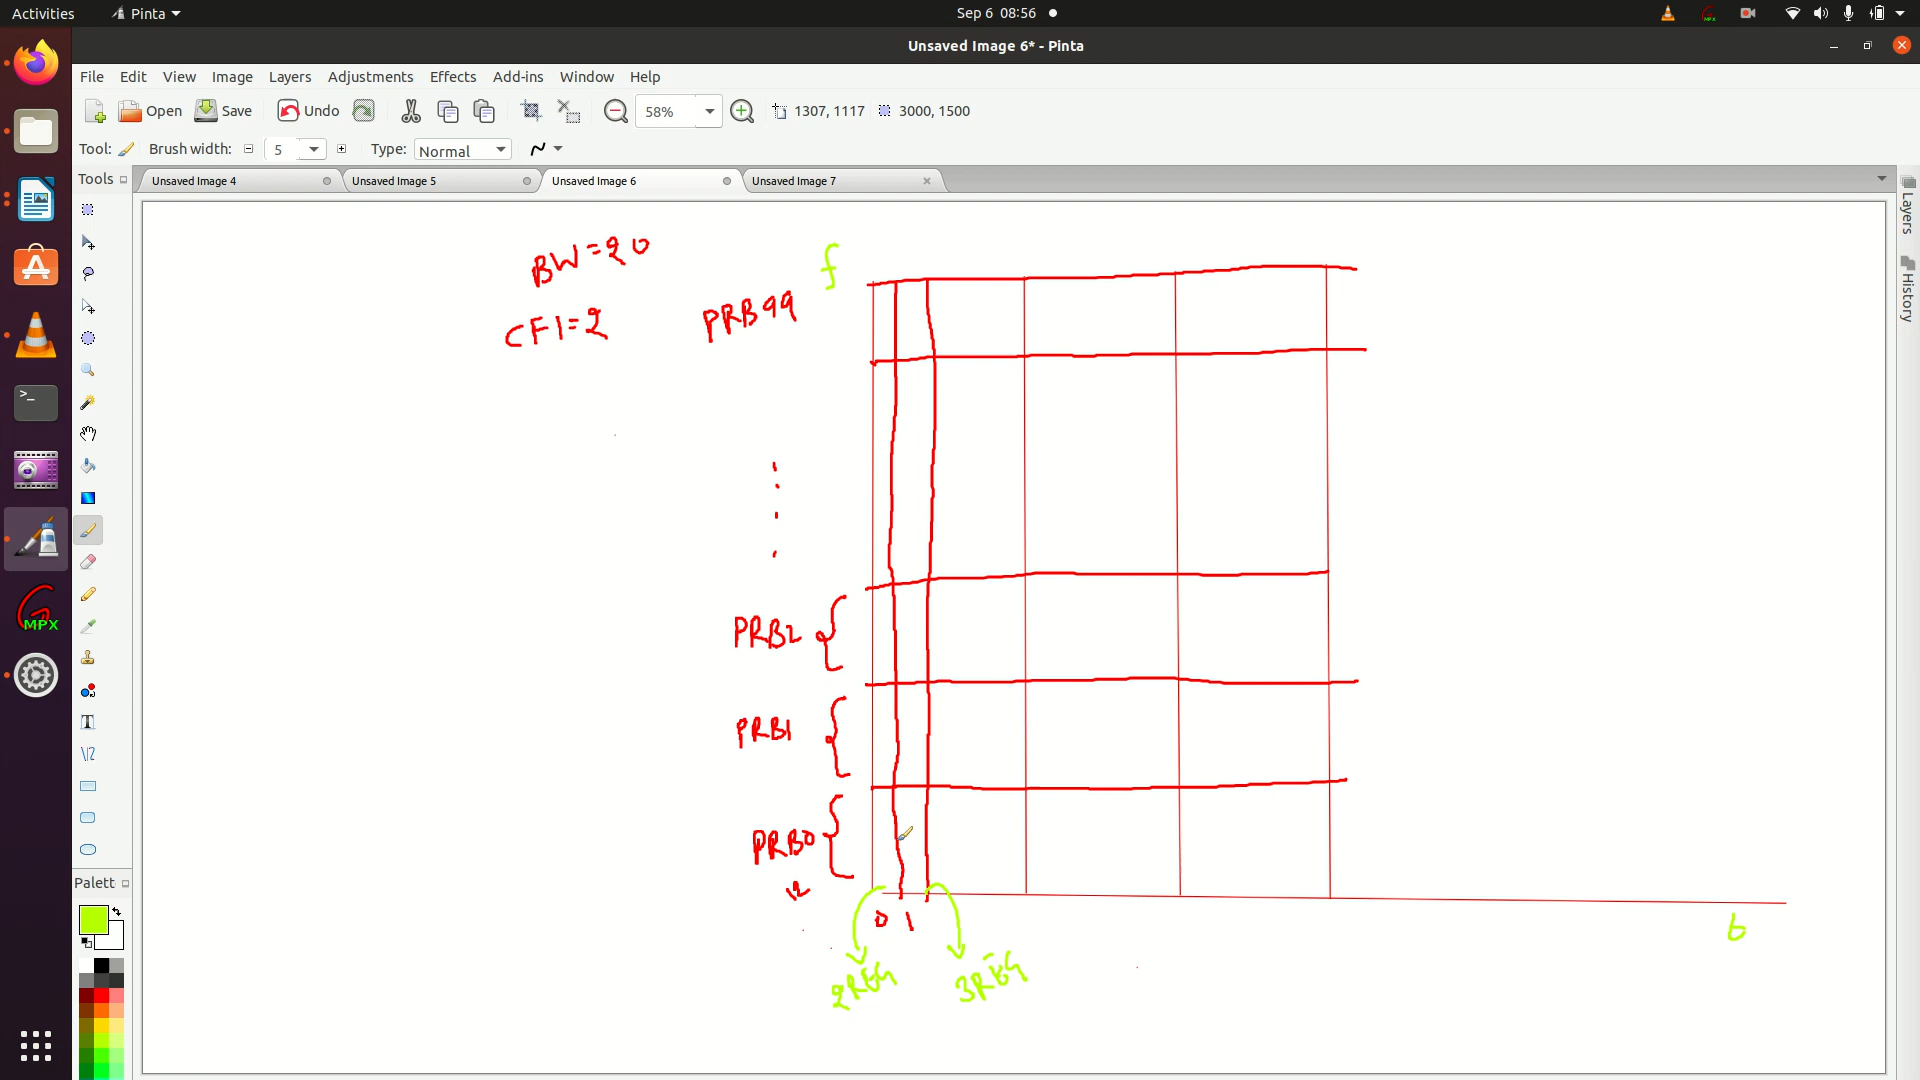 Activities Pinta Sep 6 08:56
Unsaved Image 6* - Pinta
File Edit View Image Layers Adjustments Effects Add-ins Window Help
Open Save Undo 58% 1307, 1117 3000, 1500
Tool: Brush width: 5 Type: Normal
Tools Unsaved Image 4 Unsaved Image 5 Unsaved Image 6 Unsaved Image 7
Layers
History
BW=20
f
CFI=2
PRB99
PRB2
PRB1
PRB0
12
0 1
2REG
3REG
Palett
MPX